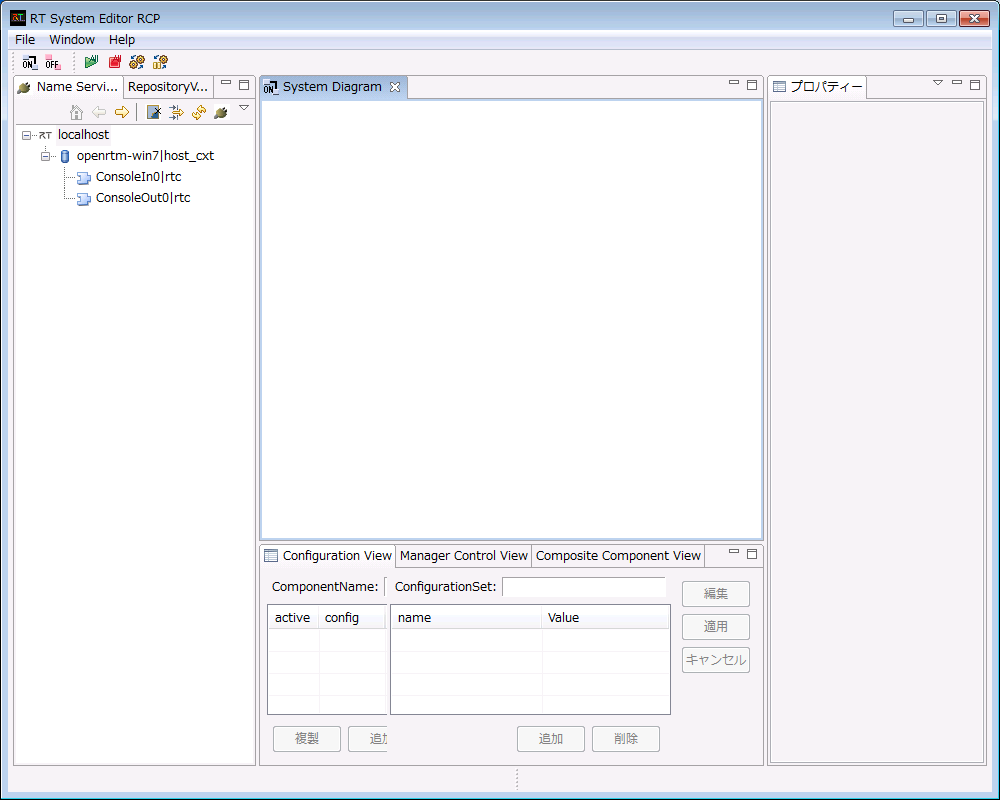 RT System Editor RCP
File Window Help
ON OFF
Name Servi... RepositoryV...
RT localhost
openrtm-win7|host_cxt
ConsoleIn0|rtc
ConsoleOut0|rtc
ON System Diagram
プロパティー
Configuration View Manager Control View Composite Component View
ComponentName: ConfigurationSet:
active config name Value
編集
適用
キャンセル
複製 追加 削除